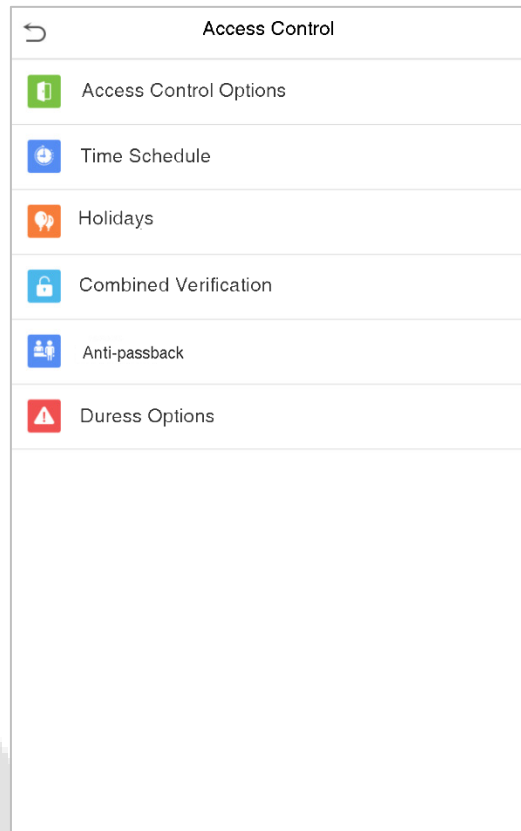 Access Control
Access Control Options
Time Schedule
Holidays
Combined Verification
Anti-passback
Duress Options